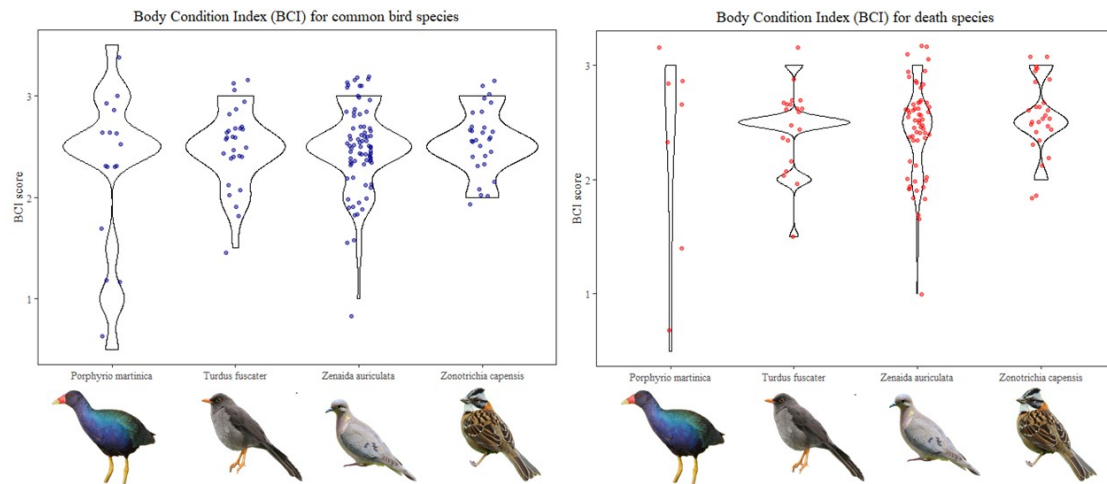 Body Condition Index (BCI) for common bird species
BCI score
3
2
1
Porphyrio martinica
Turdus fuscater
Zenaida auriculata
Zonotrichia capensis
Body Condition Index (BCI) for death species
BCI score
3
2
1
Porphyrio martinica
Turdus fuscater
Zenaida auriculata
Zonotrichia capensis